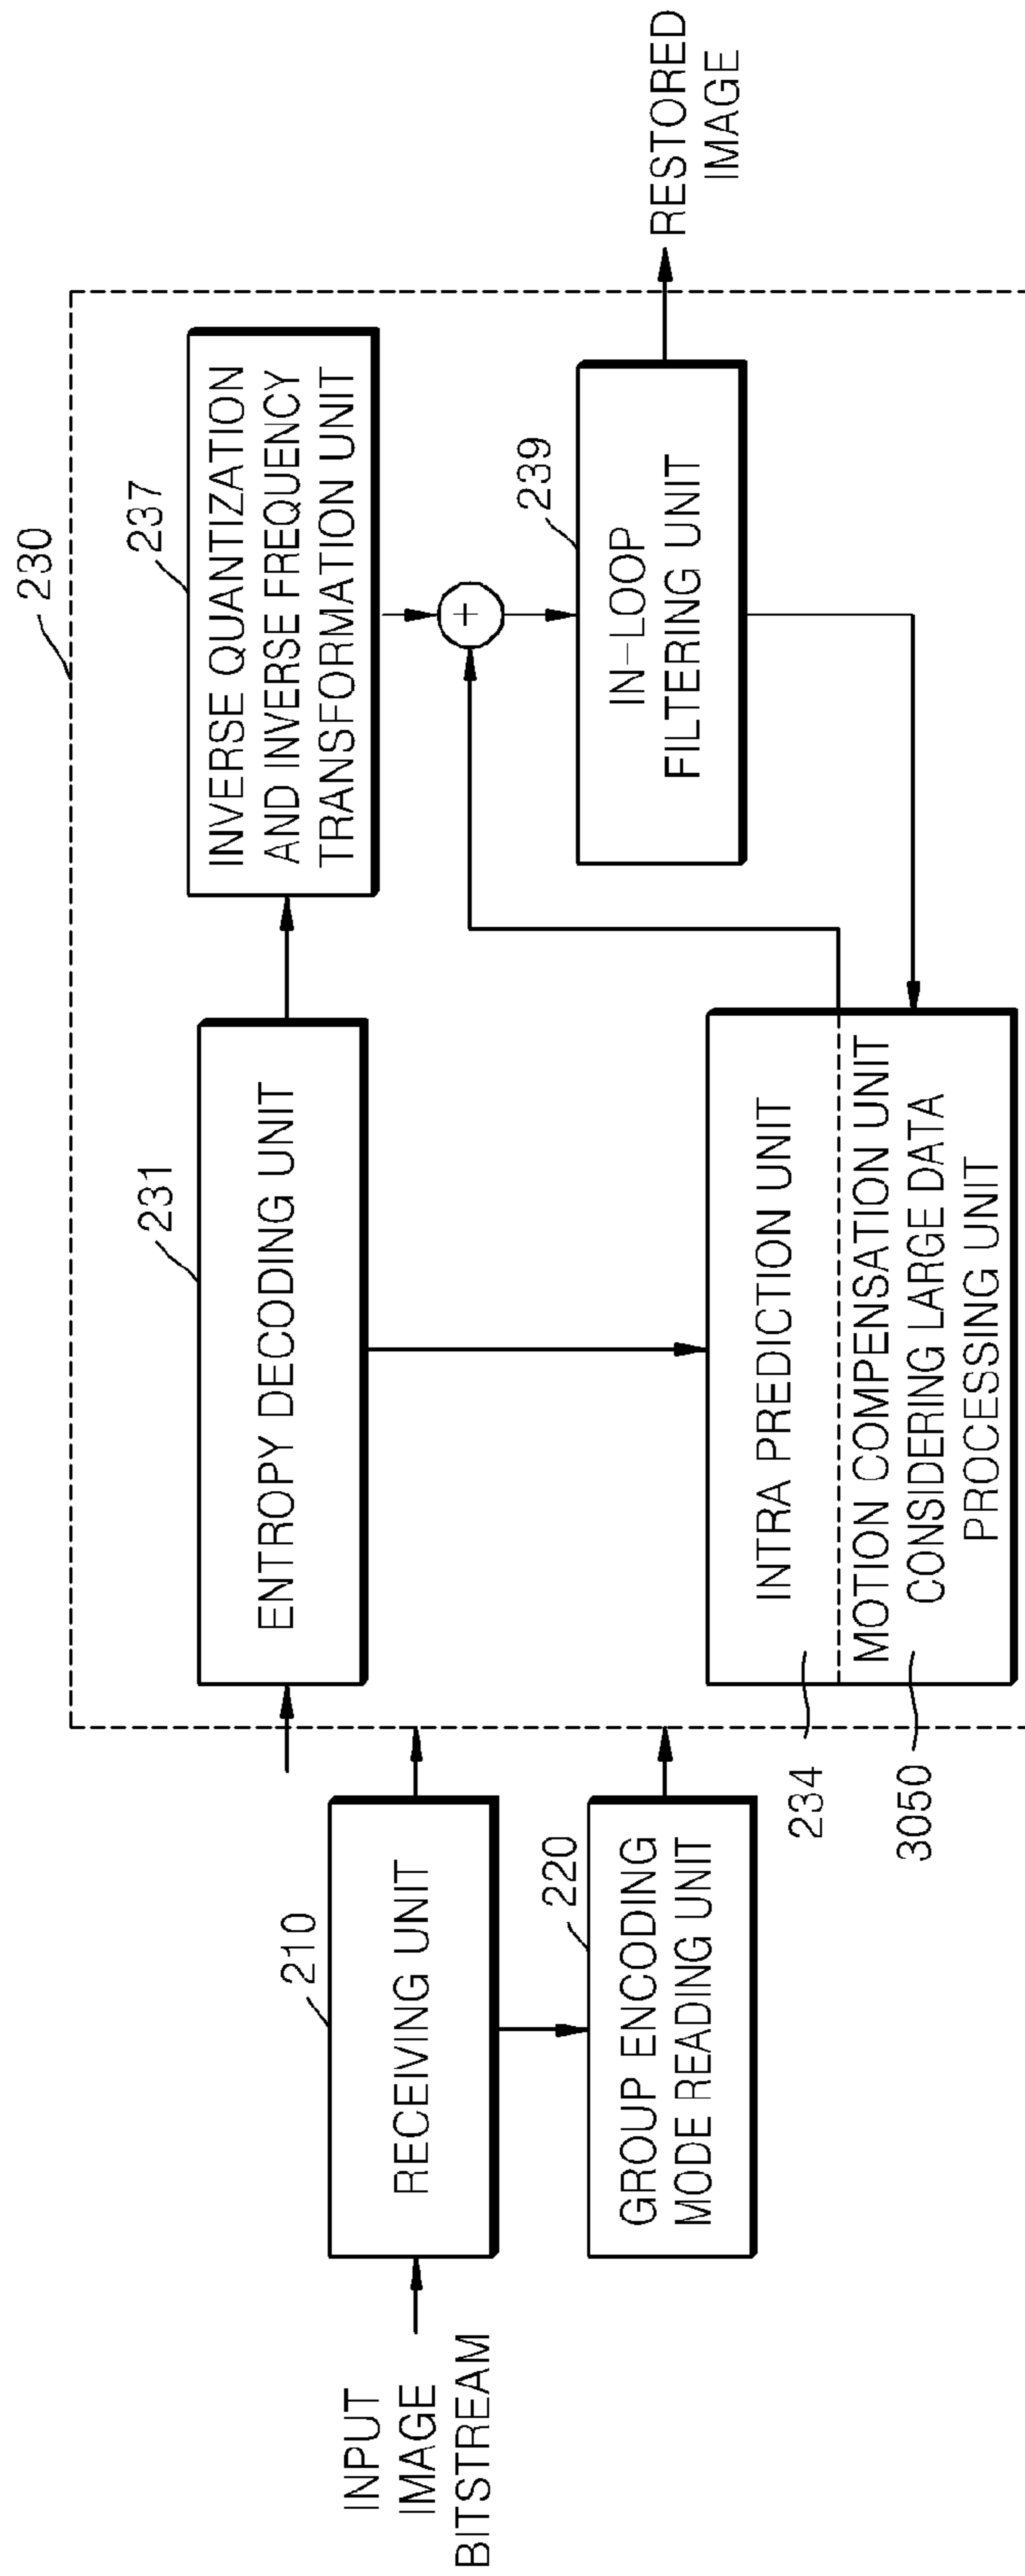 INPUT
IMAGE
BITSTREAM
210
RECEIVING UNIT
220
GROUP ENCODING
MODE READING UNIT
230
231
ENTROPY DECODING UNIT
237
INVERSE QUANTIZATION
AND INVERSE FREQUENCY
TRANSFORMATION UNIT
+
239
IN-LOOP
FILTERING UNIT
234
INTRA PREDICTION UNIT
3050
MOTION COMPENSATION UNIT
CONSIDERING LARGE DATA
PROCESSING UNIT
RESTORED
IMAGE